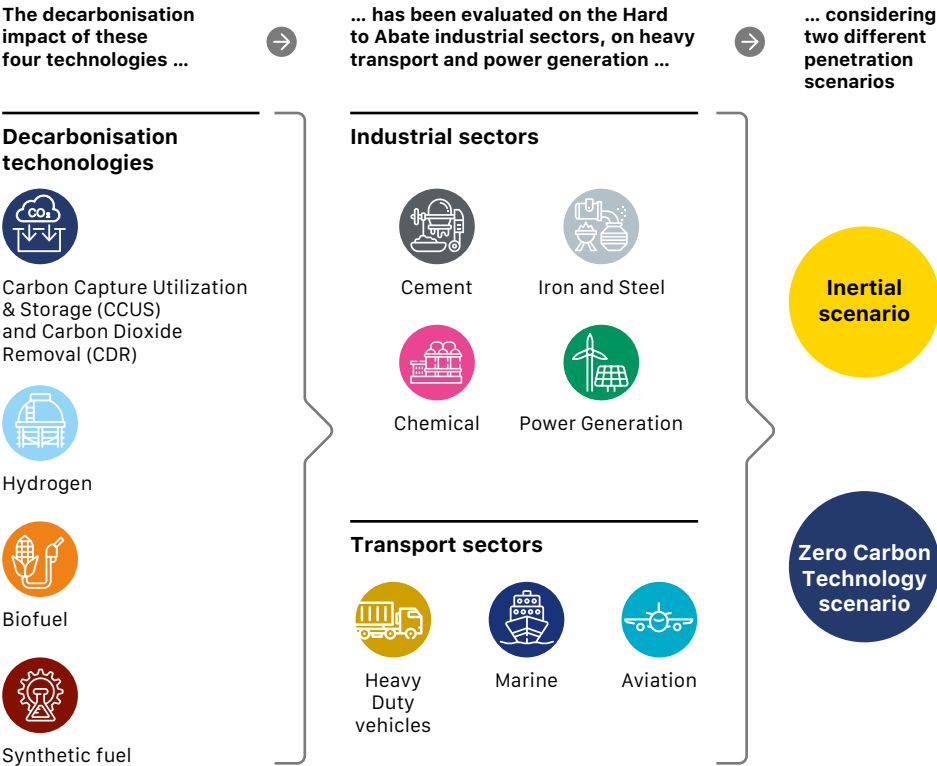 The decarbonisation
impact of these
four technologies ...
... has been evaluated on the Hard
to Abate industrial sectors, on heavy
transport and power generation ...
... considering
two different
penetration
scenarios
Decarbonisation
techonologies
CO2
Carbon Capture Utilization
& Storage (CCUS)
and Carbon Dioxide
Removal (CDR)
Hydrogen
Biofuel
Synthetic fuel
Industrial sectors
Cement
Iron and Steel
Chemical
Power Generation
Transport sectors
Heavy
Duty
vehicles
Marine
Aviation
Inertial
scenario
Zero Carbon
Technology
scenario